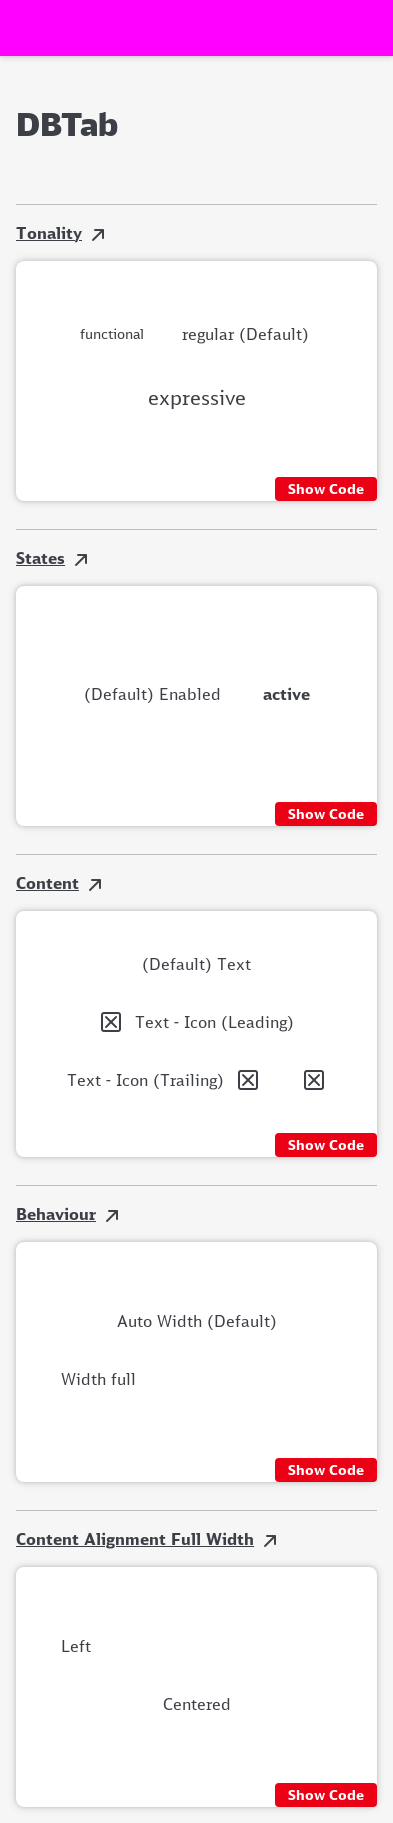 DBTab
Tonality
functional regular (Default)
expressive
Show Code
States
(Default) Enabled active
Show Code
Content
(Default) Text
Text - Icon (Leading)
Text - Icon (Trailing)
Show Code
Behaviour
Auto Width (Default)
Width full
Show Code
Content Alignment Full Width
Left
Centered
Show Code